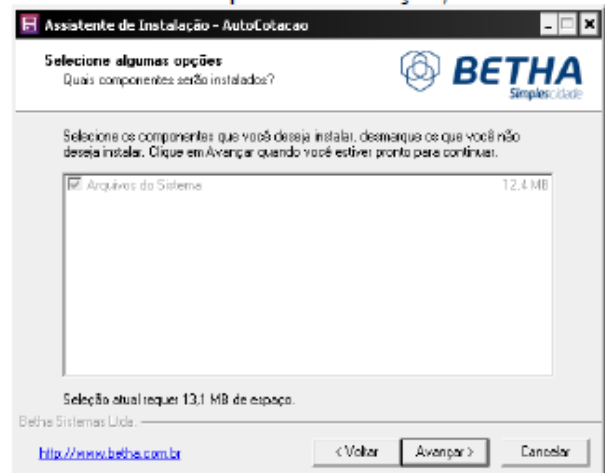 Assistente de Instalação - AutoCotacao
Selecione algumas opções
Quais componentes serão instalados?
BETHA
Simplescidade
Selecione os componentes que você deseja instalar, desmarque os que você não
deseja instalar. Clique em Avançar quando você estiver pronto para continuar.
Arquivos do Sistema 12,4 MB
Seleção atual requer 13,1 MB de espaço.
Betha Sistemas Ltda.
http://www.betha.com.br
< Voltar Avançar > Cancelar